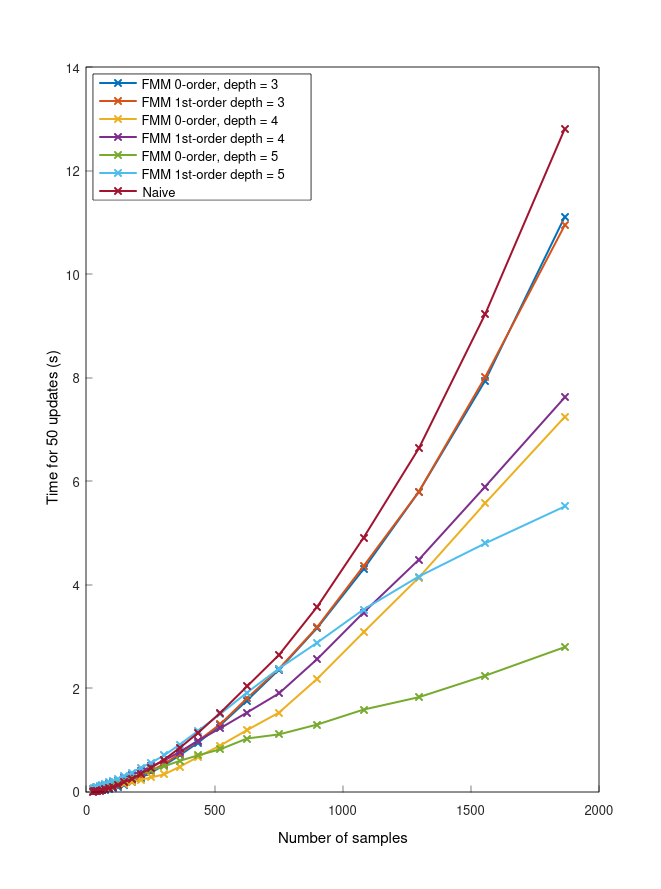 14
12
10
8
6
4
2
0
Time for 50 updates (s)
FMM 0-order, depth = 3
FMM 1st-order depth = 3
FMM 0-order, depth = 4
FMM 1st-order depth = 4
FMM 0-order, depth = 5
FMM 1st-order depth = 5
Naive
0 500 1000 1500 2000
Number of samples